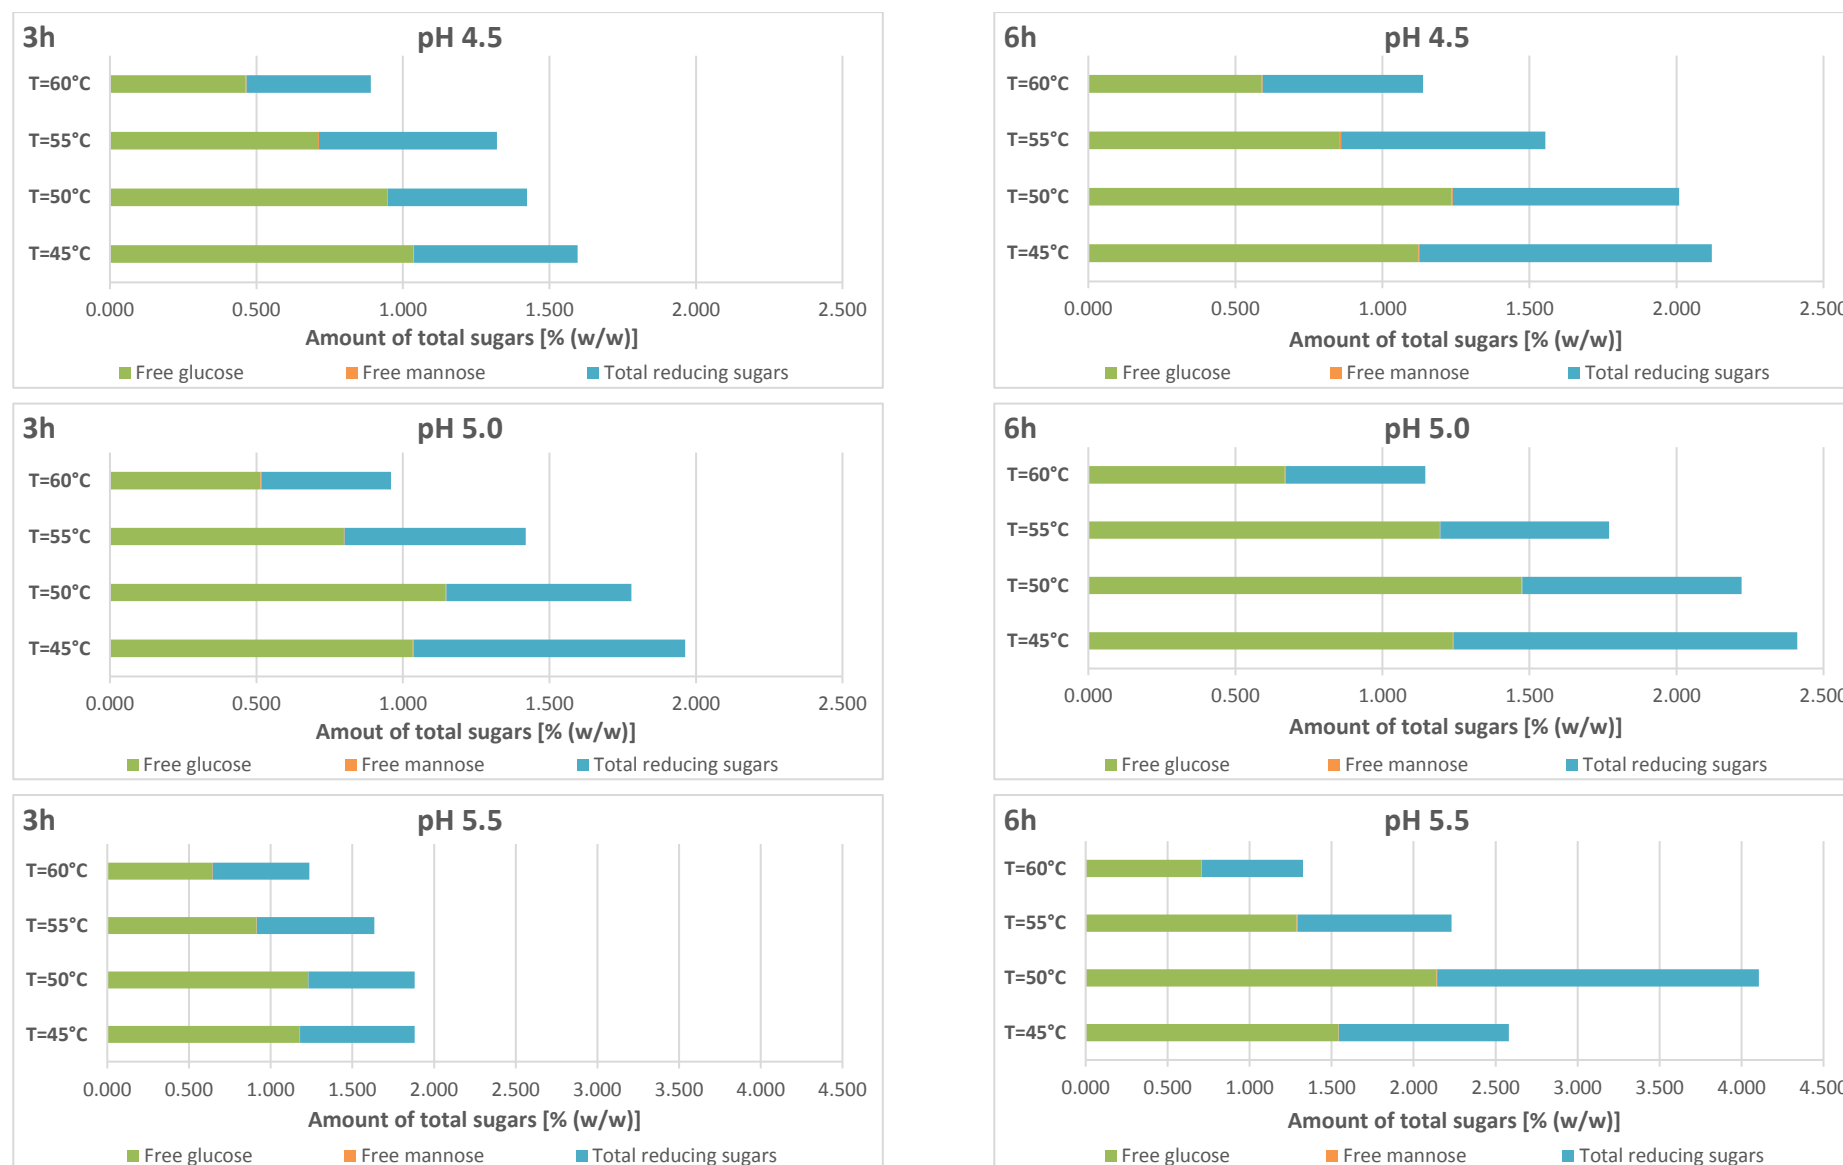 3h pH 4.5
T=60°C
T=55°C
T=50°C
T=45°C
0.000 0.500 1.000 1.500 2.000 2.500
Amount of total sugars [% (w/w)]
Free glucose Free mannose Total reducing sugars
6h pH 4.5
T=60°C
T=55°C
T=50°C
T=45°C
0.000 0.500 1.000 1.500 2.000 2.500
Amount of total sugars [% (w/w)]
Free glucose Free mannose Total reducing sugars
3h pH 5.0
T=60°C
T=55°C
T=50°C
T=45°C
0.000 0.500 1.000 1.500 2.000 2.500
Amout of total sugars [% (w/w)]
Free glucose Free mannose Total reducing sugars
6h pH 5.0
T=60°C
T=55°C
T=50°C
T=45°C
0.000 0.500 1.000 1.500 2.000 2.500
Amount of total sugars [% (w/w)]
Free glucose Free mannose Total reducing sugars
3h pH 5.5
T=60°C
T=55°C
T=50°C
T=45°C
0.000 0.500 1.000 1.500 2.000 2.500 3.000 3.500 4.000 4.500
Amount of total sugars [% (w/w)]
Free glucose Free mannose Total reducing sugars
6h pH 5.5
T=60°C
T=55°C
T=50°C
T=45°C
0.000 0.500 1.000 1.500 2.000 2.500 3.000 3.500 4.000 4.500
Amount of total sugars [% (w/w)]
Free glucose Free mannose Total reducing sugars